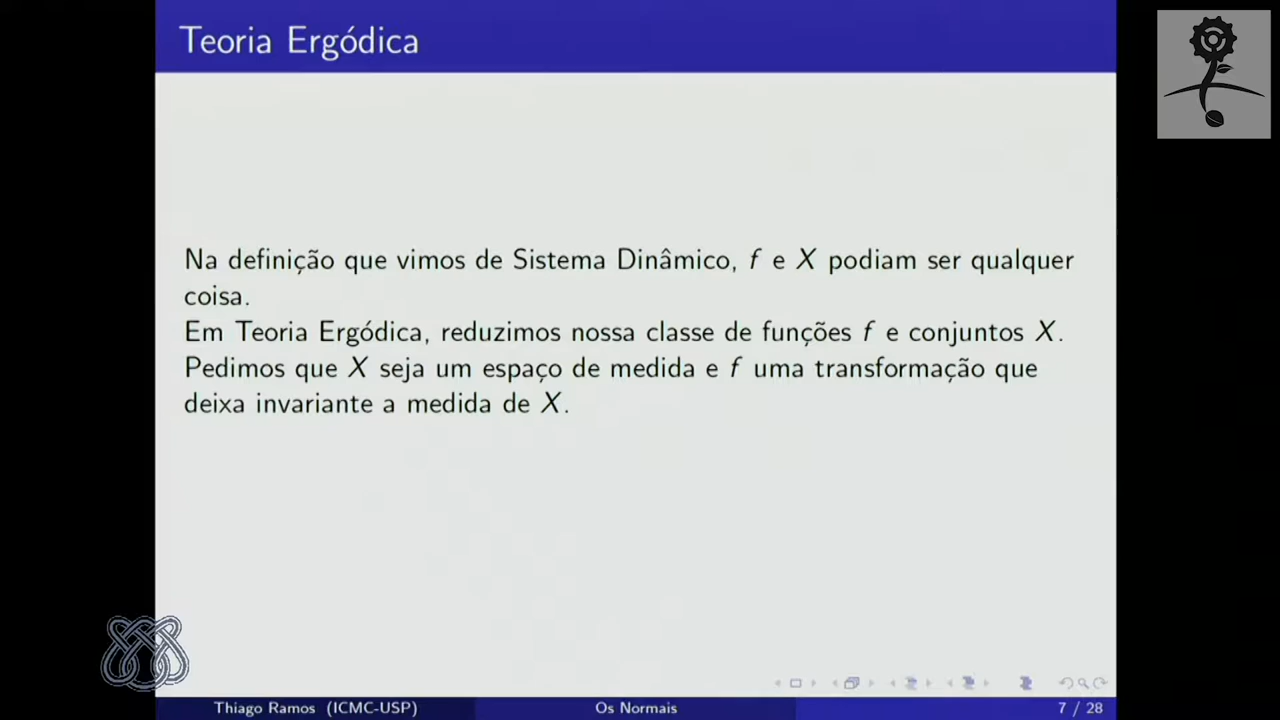 Teoria Ergódica
Na definição que vimos de Sistema Dinâmico, f e X podiam ser qualquer
coisa.
Em Teoria Ergódica, reduzimos nossa classe de funções f e conjuntos X.
Pedimos que X seja um espaço de medida e f uma transformação que
deixa invariante a medida de X.
Thiago Ramos (ICMC-USP)
Os Normais
7 / 28